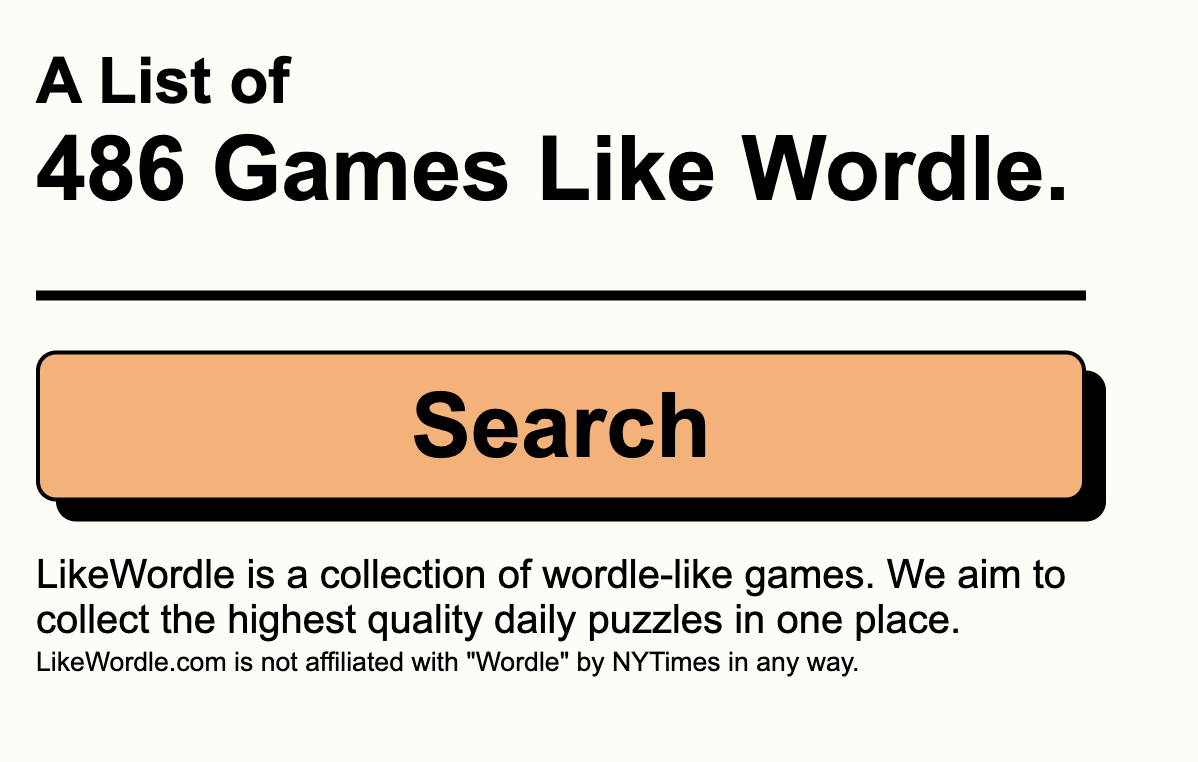 A List of
486 Games Like Wordle.
Search
LikeWordle is a collection of wordle-like games. We aim to
collect the highest quality daily puzzles in one place.
LikeWordle.com is not affiliated with "Wordle" by NYTimes in any way.